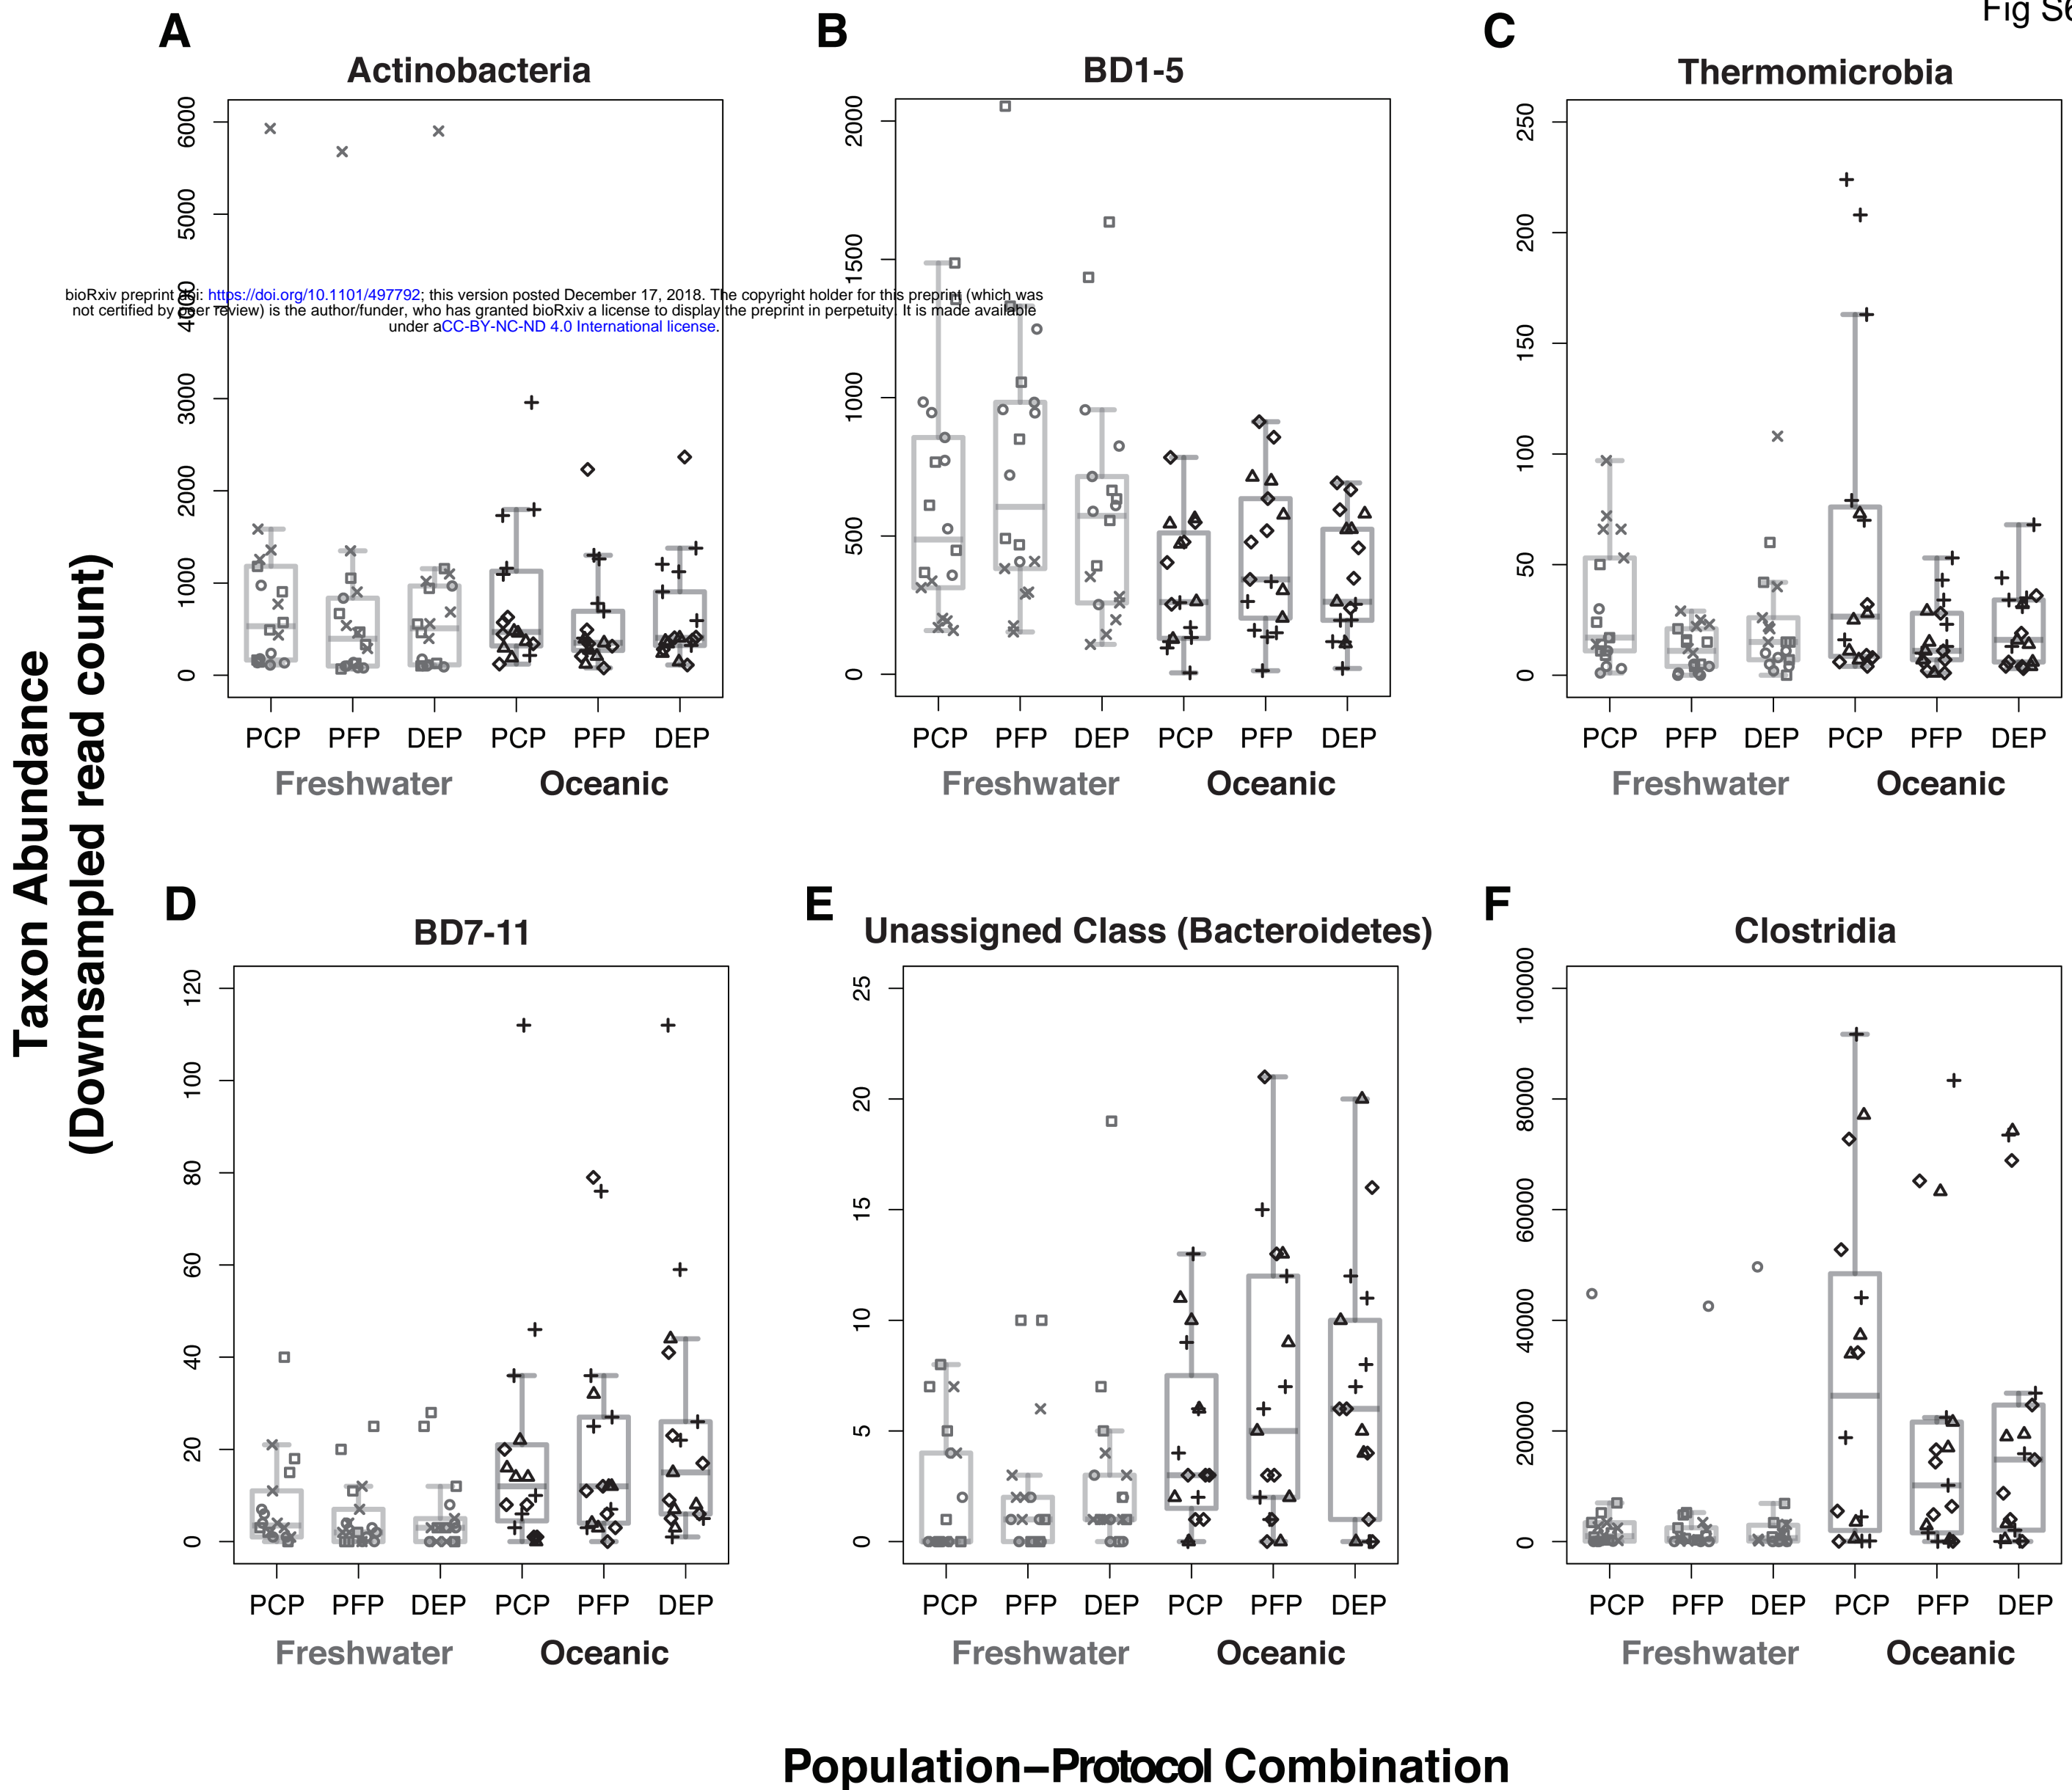 Fig S6
A
B
C
Actinobacteria
BD1-5
Thermomicrobia
0 1000 2000 3000 4000 5000 6000
0 500 1000 1500 2000
0 50 100 150 200 250
bioRxiv preprint doi: https://doi.org/10.1101/497792; this version posted December 17, 2018. The copyright holder for this preprint (which was
not certified by peer review) is the author/funder, who has granted bioRxiv a license to display the preprint in perpetuity. It is made available
under aCC-BY-NC-ND 4.0 International license.
PCP PFP DEP PCP PFP DEP
PCP PFP DEP PCP PFP DEP
PCP PFP DEP PCP PFP DEP
Freshwater Oceanic
Freshwater Oceanic
Freshwater Oceanic
Taxon Abundance
(Downsampled read count)
D
E
F
BD7-11
Unassigned Class (Bacteroidetes)
Clostridia
0 20 40 60 80 100 120
0 5 10 15 20 25
0 20000 40000 60000 80000 100000
PCP PFP DEP PCP PFP DEP
PCP PFP DEP PCP PFP DEP
PCP PFP DEP PCP PFP DEP
Freshwater Oceanic
Freshwater Oceanic
Freshwater Oceanic
Population–Protocol Combination